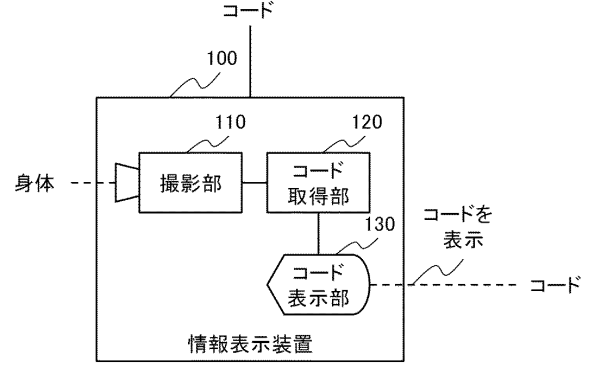 コード
100
110
120
身体
撮影部
コード
取得部
コードを
表示
130
コード
表示部
コード
情報表示装置